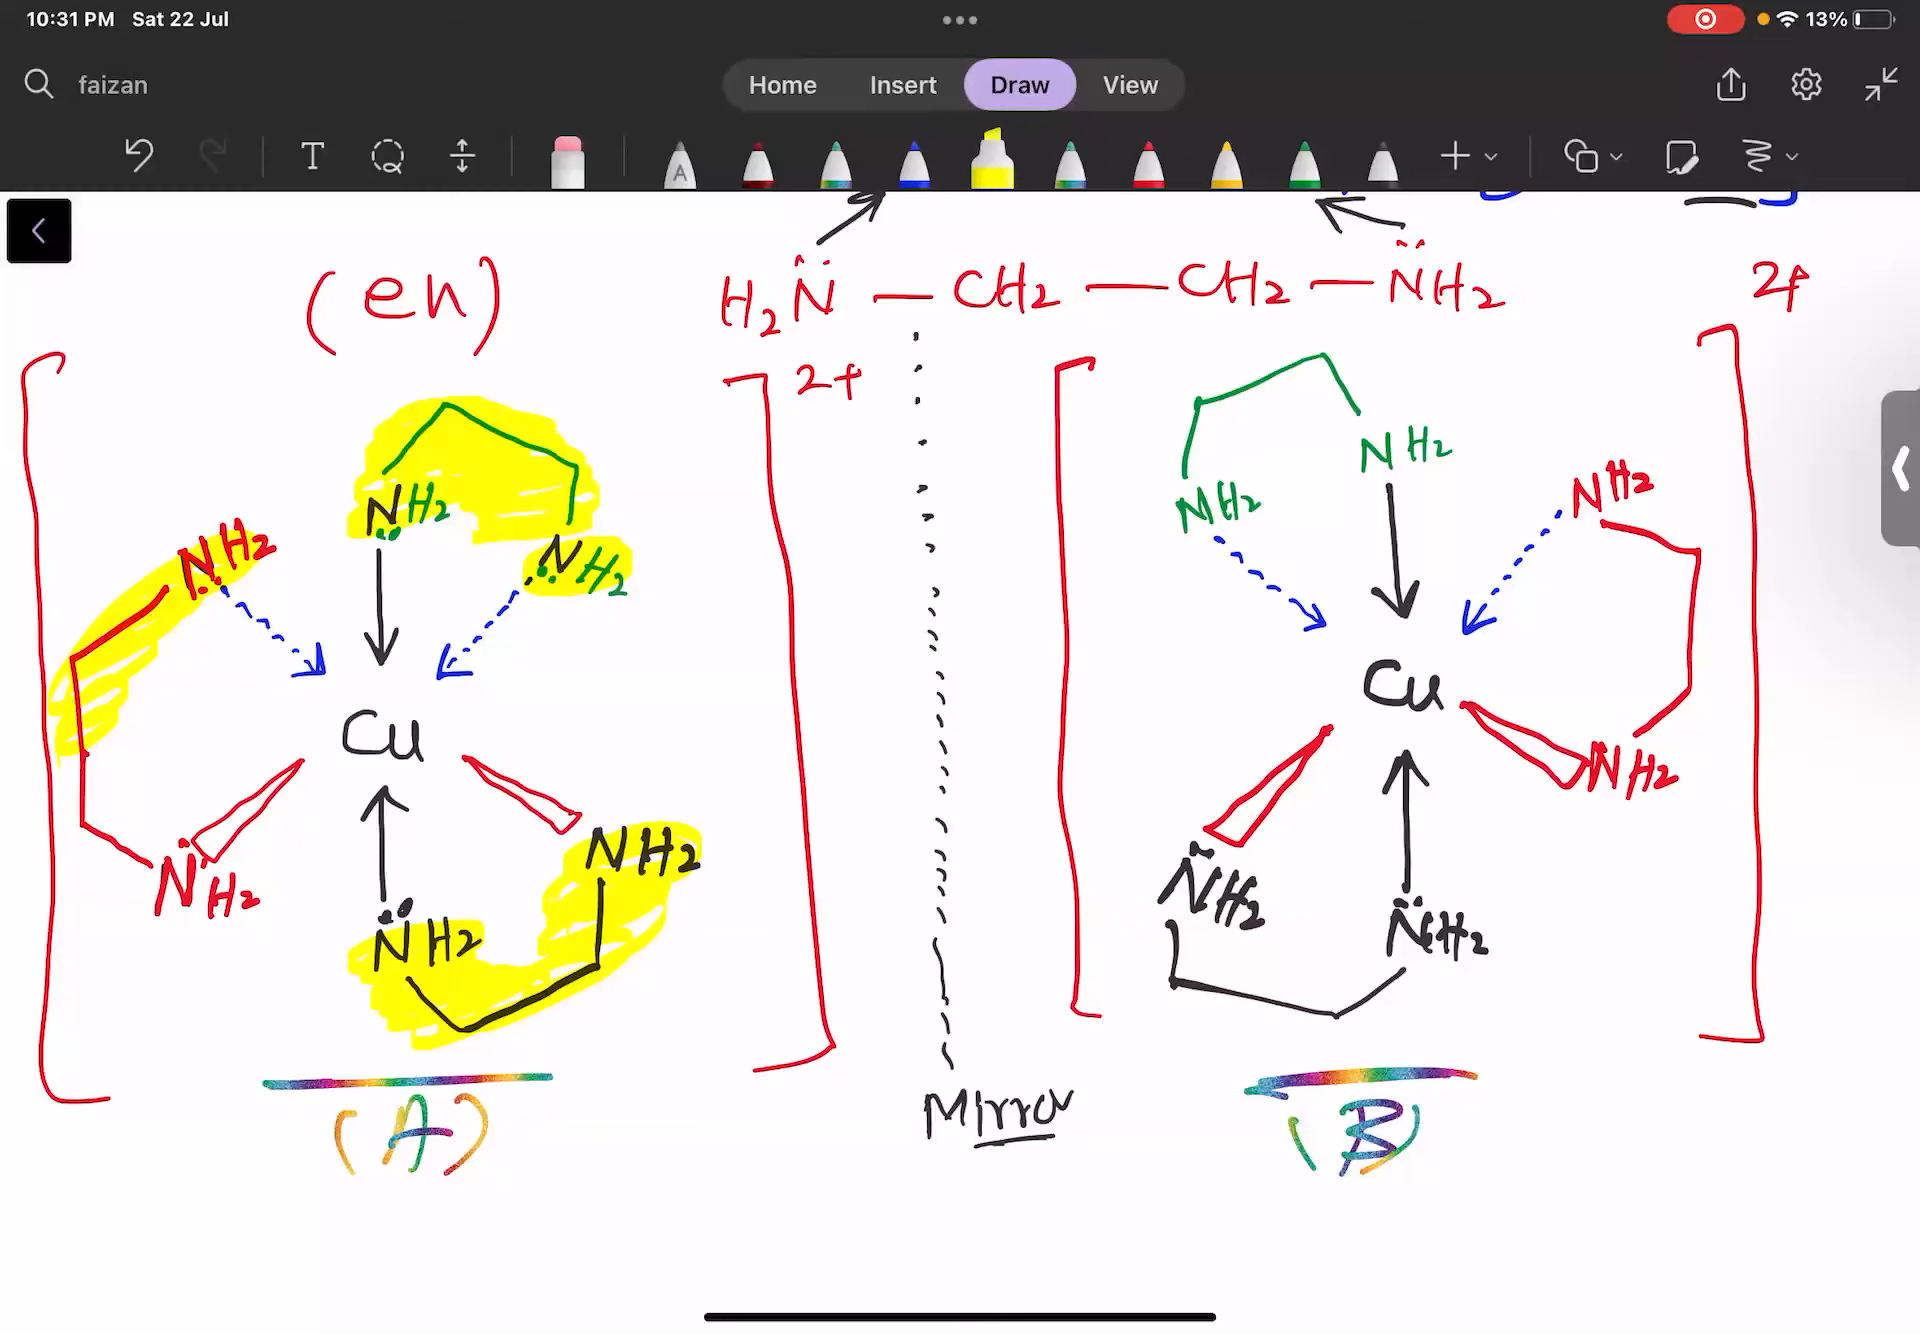 10:31 PM Sat 22 Jul
13%
faizan
Home Insert Draw View
T
A
(en)
H2N̈ — CH2 — CH2 — N̈H2
2+
2+
NH2
NH2
NH2
Cu
NH2
NH2
NH2
(A)
Mirror
NH2
NH2
NH2
Cu
NH2
NH2
NH2
(B)